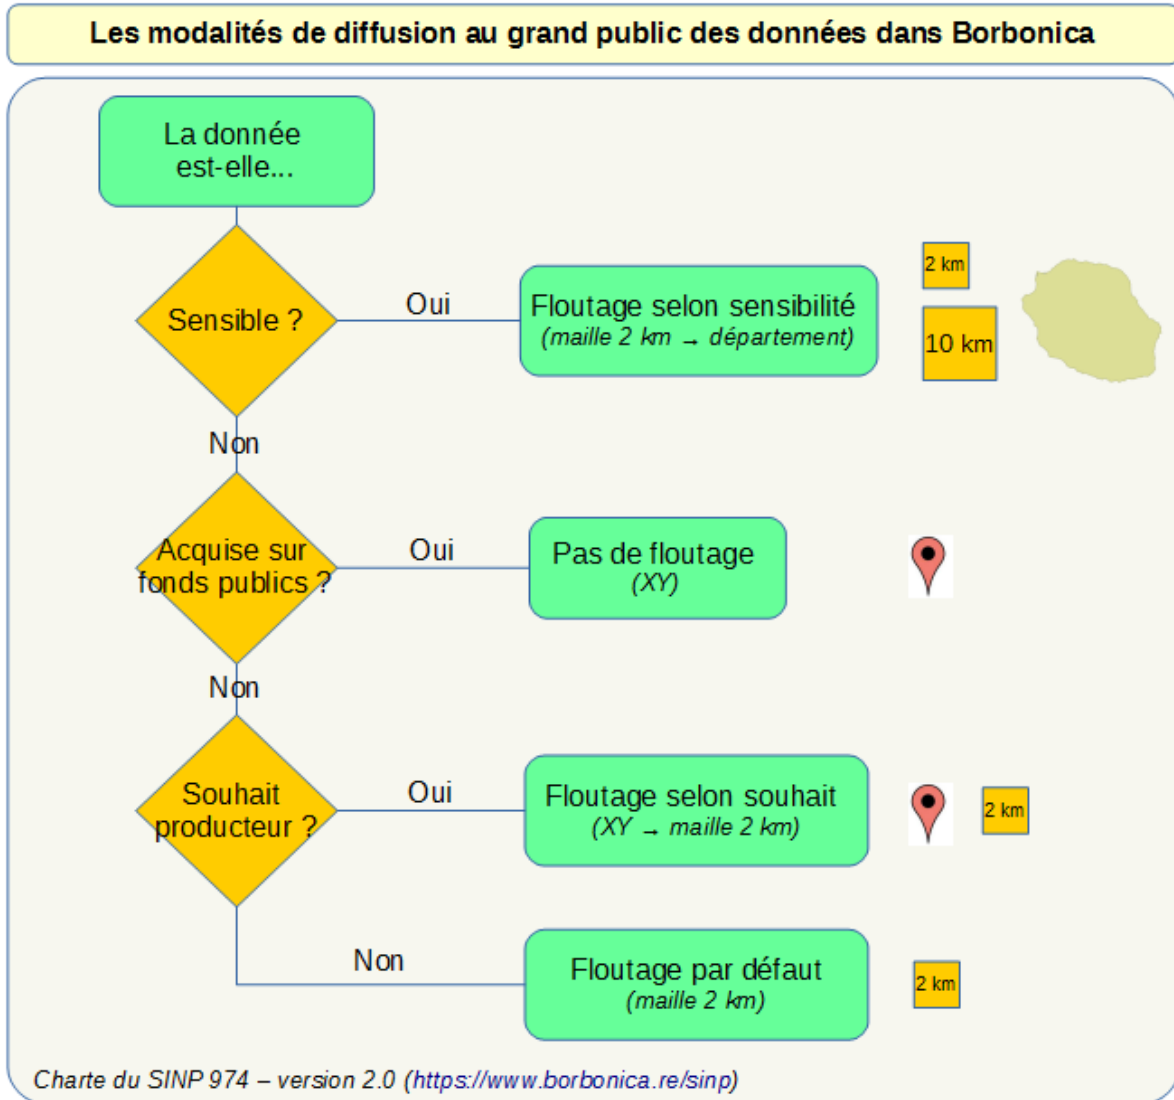 Les modalités de diffusion au grand public des données dans Borbonica
La donnée
est-elle...
Sensible ?
Oui
Floutage selon sensibilité
(maille 2 km → département)
2 km
10 km
Non
Acquise sur
fonds publics ?
Oui
Pas de floutage
(XY)
Non
Souhait
producteur ?
Oui
Floutage selon souhait
(XY → maille 2 km)
2 km
Non
Floutage par défaut
(maille 2 km)
2 km
Charte du SINP 974 – version 2.0 (https://www.borbonica.re/sinp)